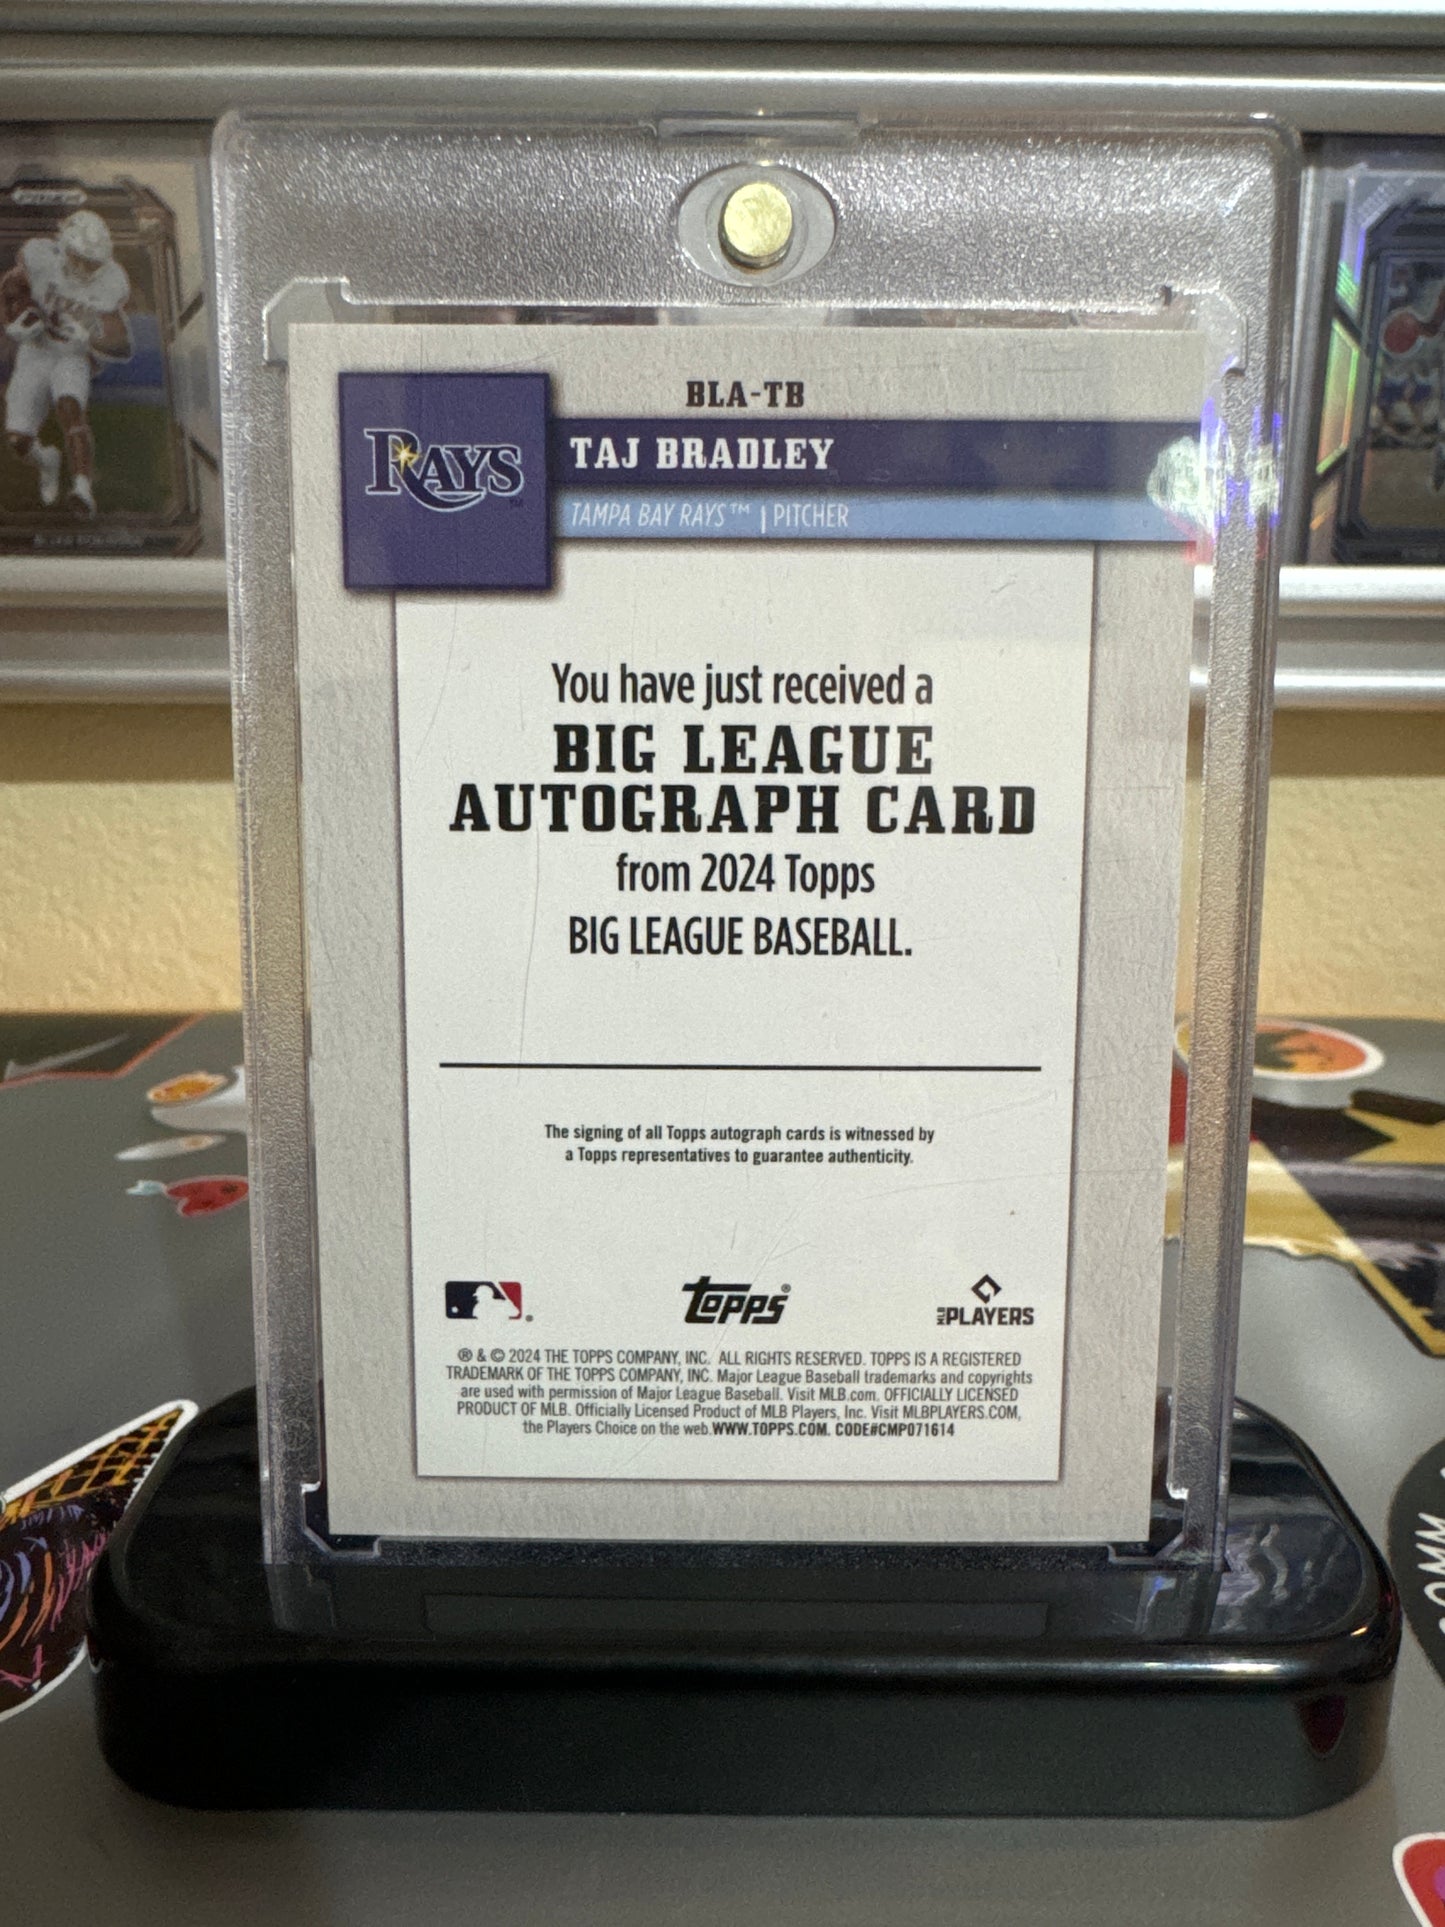 BLA-TB
RAYS
TAJ BRADLEY
TAMPA BAY RAYS™ | PITCHER
You have just received a
BIG LEAGUE
AUTOGRAPH CARD
from 2024 Topps
BIG LEAGUE BASEBALL.
The signing of all Topps autograph cards is witnessed by
a Topps representatives to guarantee authenticity.
topps®
MLB PLAYERS
® & © 2024 THE TOPPS COMPANY, INC. ALL RIGHTS RESERVED. TOPPS IS A REGISTERED
TRADEMARK OF THE TOPPS COMPANY, INC. Major League Baseball trademarks and copyrights
are used with permission of Major League Baseball. Visit MLB.com. OFFICIALLY LICENSED
PRODUCT OF MLB. Officially Licensed Product of MLB Players, Inc. Visit MLBPLAYERS.COM,
the Players Choice on the web.WWW.TOPPS.COM. CODE#CMP071614